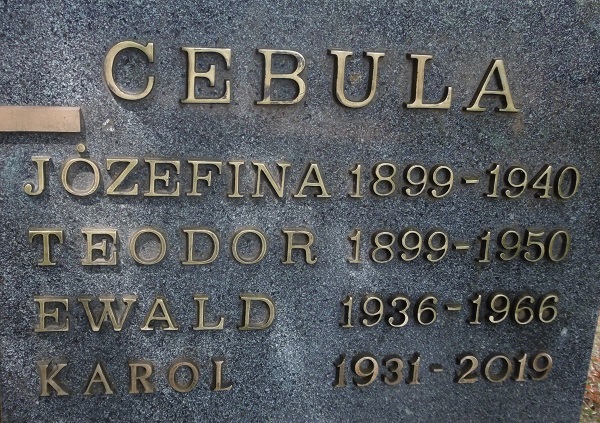 CEBULA
JÓZEFINA 1899-1940
TEODOR 1899-1950
EWALD 1936-1966
KAROL 1931-2019